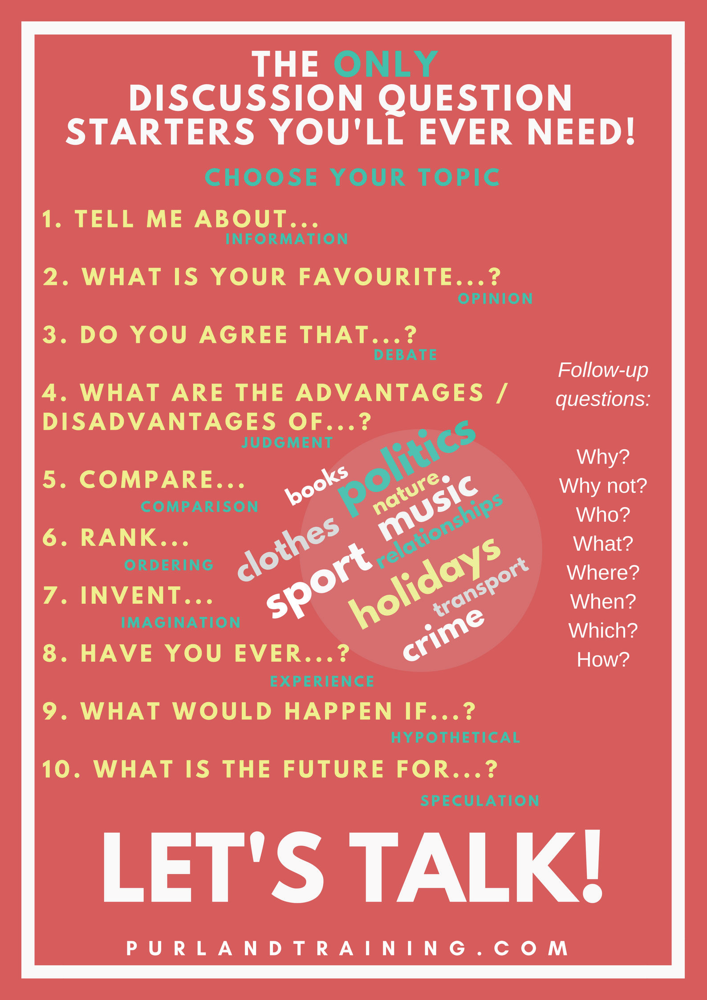 THE ONLY
DISCUSSION QUESTION
STARTERS YOU'LL EVER NEED!
CHOOSE YOUR TOPIC
1. TELL ME ABOUT...
INFORMATION
2. WHAT IS YOUR FAVOURITE...?
OPINION
3. DO YOU AGREE THAT...?
DEBATE
4. WHAT ARE THE ADVANTAGES /
DISADVANTAGES OF...?
JUDGMENT
5. COMPARE...
COMPARISON
6. RANK...
ORDERING
7. INVENT...
IMAGINATION
8. HAVE YOU EVER...?
EXPERIENCE
9. WHAT WOULD HAPPEN IF...?
HYPOTHETICAL
10. WHAT IS THE FUTURE FOR...?
SPECULATION
books
politics
nature
music
relationships
clothes
sport
holidays
transport
crime
Follow-up
questions:
Why?
Why not?
Who?
What?
Where?
When?
Which?
How?
LET'S TALK!
PURLANDTRAINING.COM